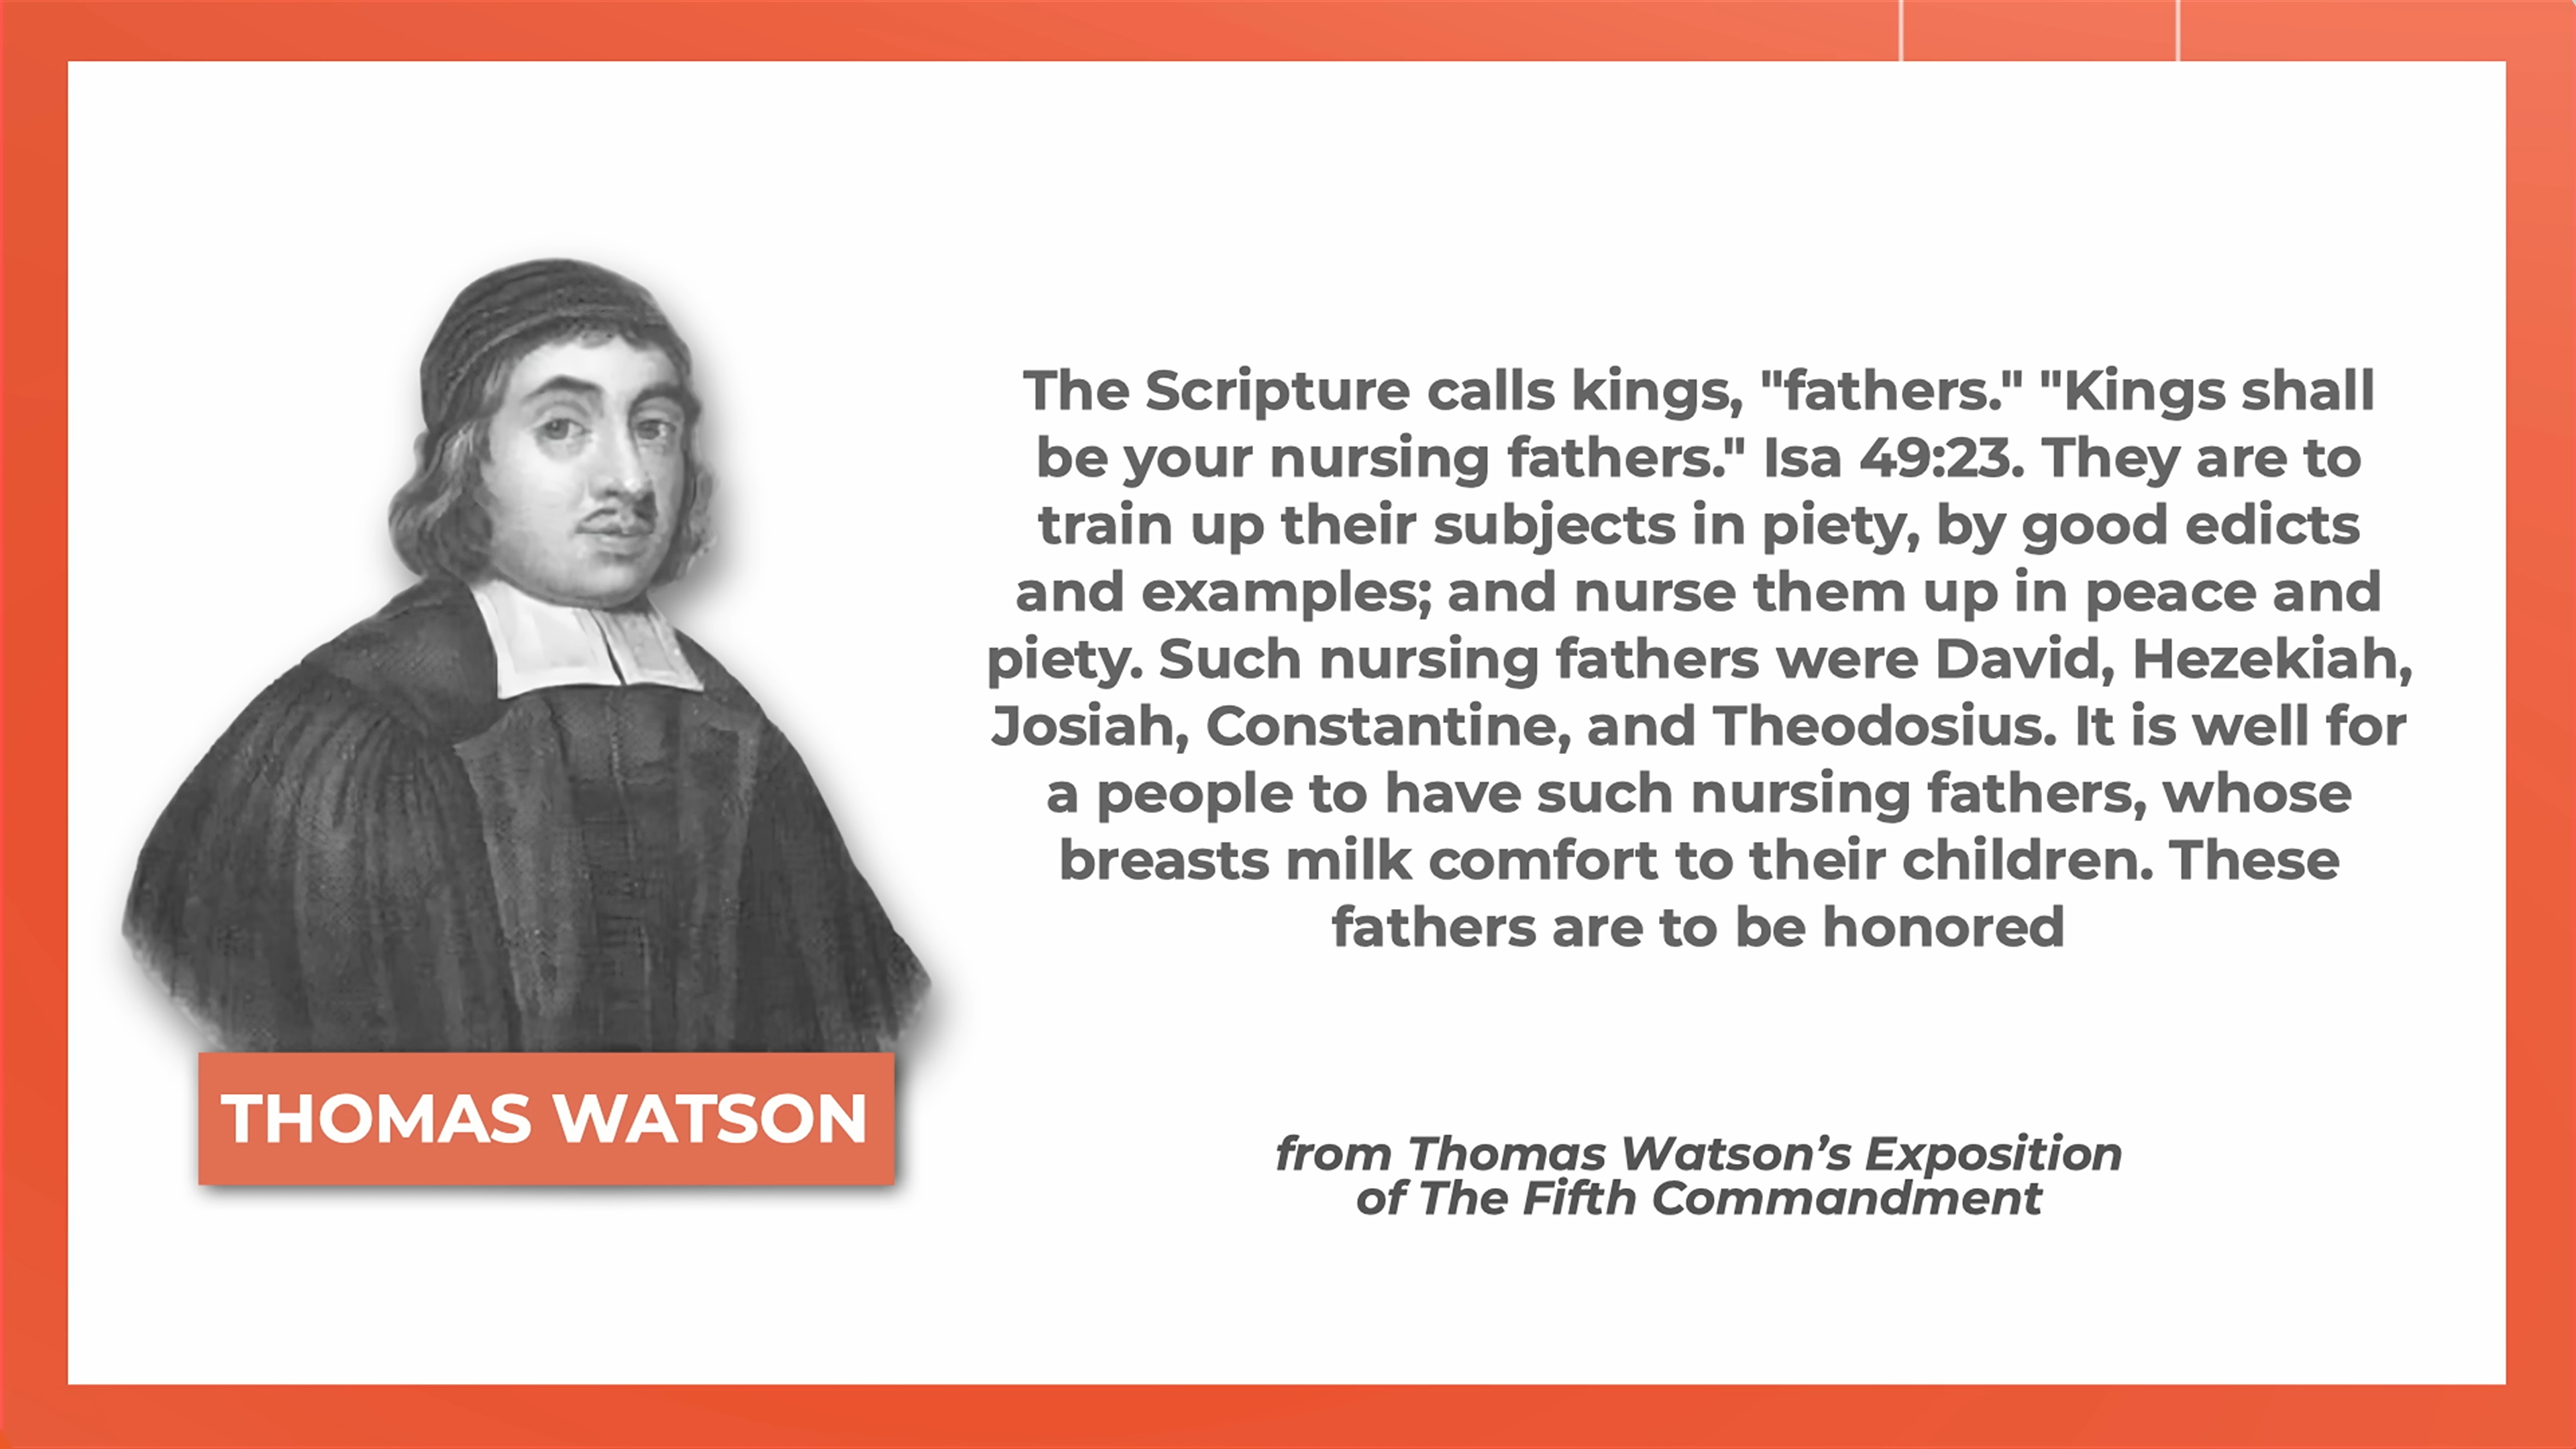 The Scripture calls kings, "fathers." "Kings shall
be your nursing fathers." Isa 49:23. They are to
train up their subjects in piety, by good edicts
and examples; and nurse them up in peace and
piety. Such nursing fathers were David, Hezekiah,
Josiah, Constantine, and Theodosius. It is well for
a people to have such nursing fathers, whose
breasts milk comfort to their children. These
fathers are to be honored
THOMAS WATSON
from Thomas Watson’s Exposition
of The Fifth Commandment